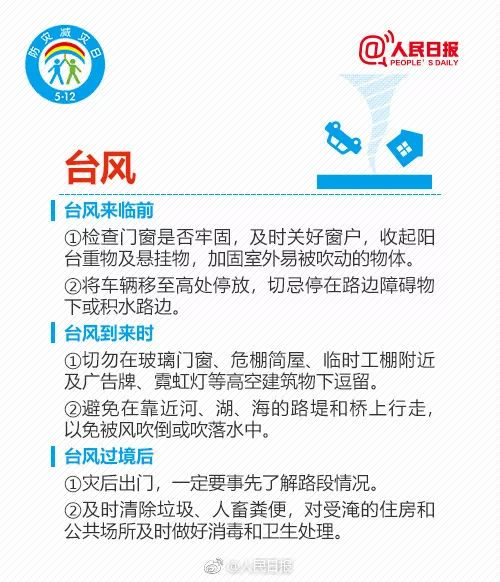 防灾减灾日
5-12
@人民日报
PEOPLE'S DAILY
台风
台风来临前
①检查门窗是否牢固，及时关好窗户，收起阳
台重物及悬挂物，加固室外易被吹动的物体。
②将车辆移至高处停放，切忌停在路边障碍物
下或积水路边。
台风到来时
①切勿在玻璃门窗、危棚简屋、临时工棚附近
及广告牌、霓虹灯等高空建筑物下逗留。
②避免在靠近河、湖、海的路堤和桥上行走，
以免被风吹倒或吹落水中。
台风过境后
①灾后出门，一定要事先了解路段情况。
②及时清除垃圾、人畜粪便，对受淹的住房和
公共场所及时做好消毒和卫生处理。
@人民日报